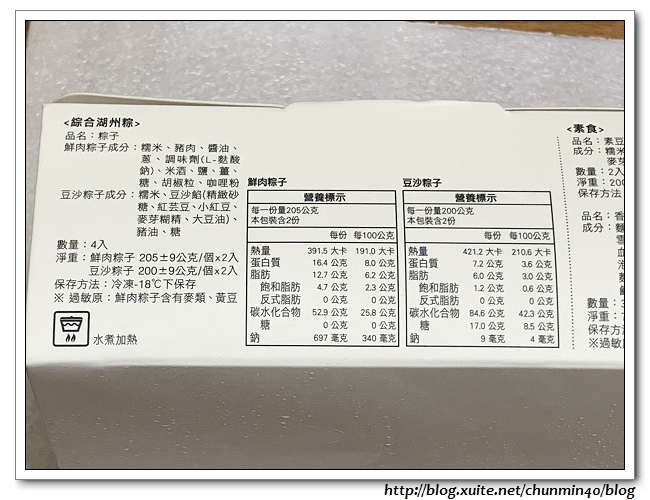 <綜合湖州粽>
品名：粽子
鮮肉粽子成分：糯米、豬肉、醬油、
蔥、調味劑(L-麩酸
鈉)、米酒、鹽、薑、
糖、胡椒粒、咖哩粉
豆沙粽子成分：糯米、豆沙餡(精緻砂
糖、紅芸豆、小紅豆、
麥芽糊精、大豆油)、
豬油、糖
數量：4入
淨重：鮮肉粽子 205±9公克/個×2入
豆沙粽子 200±9公克/個×2入
保存方法：冷凍-18℃下保存
※ 過敏原：鮮肉粽子含有麥類、黃豆
水煮加熱
鮮肉粽子
營養標示
每一份量205公克
本包裝含2份
每份 每100公克
熱量 391.5 大卡 191.0 大卡
蛋白質 16.4 公克 8.0 公克
脂肪 12.7 公克 6.2 公克
飽和脂肪 4.7 公克 2.3 公克
反式脂肪 0 公克 0 公克
碳水化合物 52.9 公克 25.8 公克
糖 0 公克 0 公克
鈉 697 毫克 340 毫克
豆沙粽子
營養標示
每一份量200公克
本包裝含2份
每份 每100公克
熱量 421.2 大卡 210.6 大卡
蛋白質 7.2 公克 3.6 公克
脂肪 6.0 公克 3.0 公克
飽和脂肪 1.2 公克 0.6 公克
反式脂肪 0 公克 0 公克
碳水化合物 84.6 公克 42.3 公克
糖 17.0 公克 8.5 公克
鈉 9 毫克 4 毫克
<素食>
品名：素豆
成分：糯米
麥芽
數量：2入
淨重：200
保存方法
品名：香
成分：麵
雪
血
泡
數量：3
淨重：7
保存方法
※過敏原
http://blog.xuite.net/chunmin40/blog